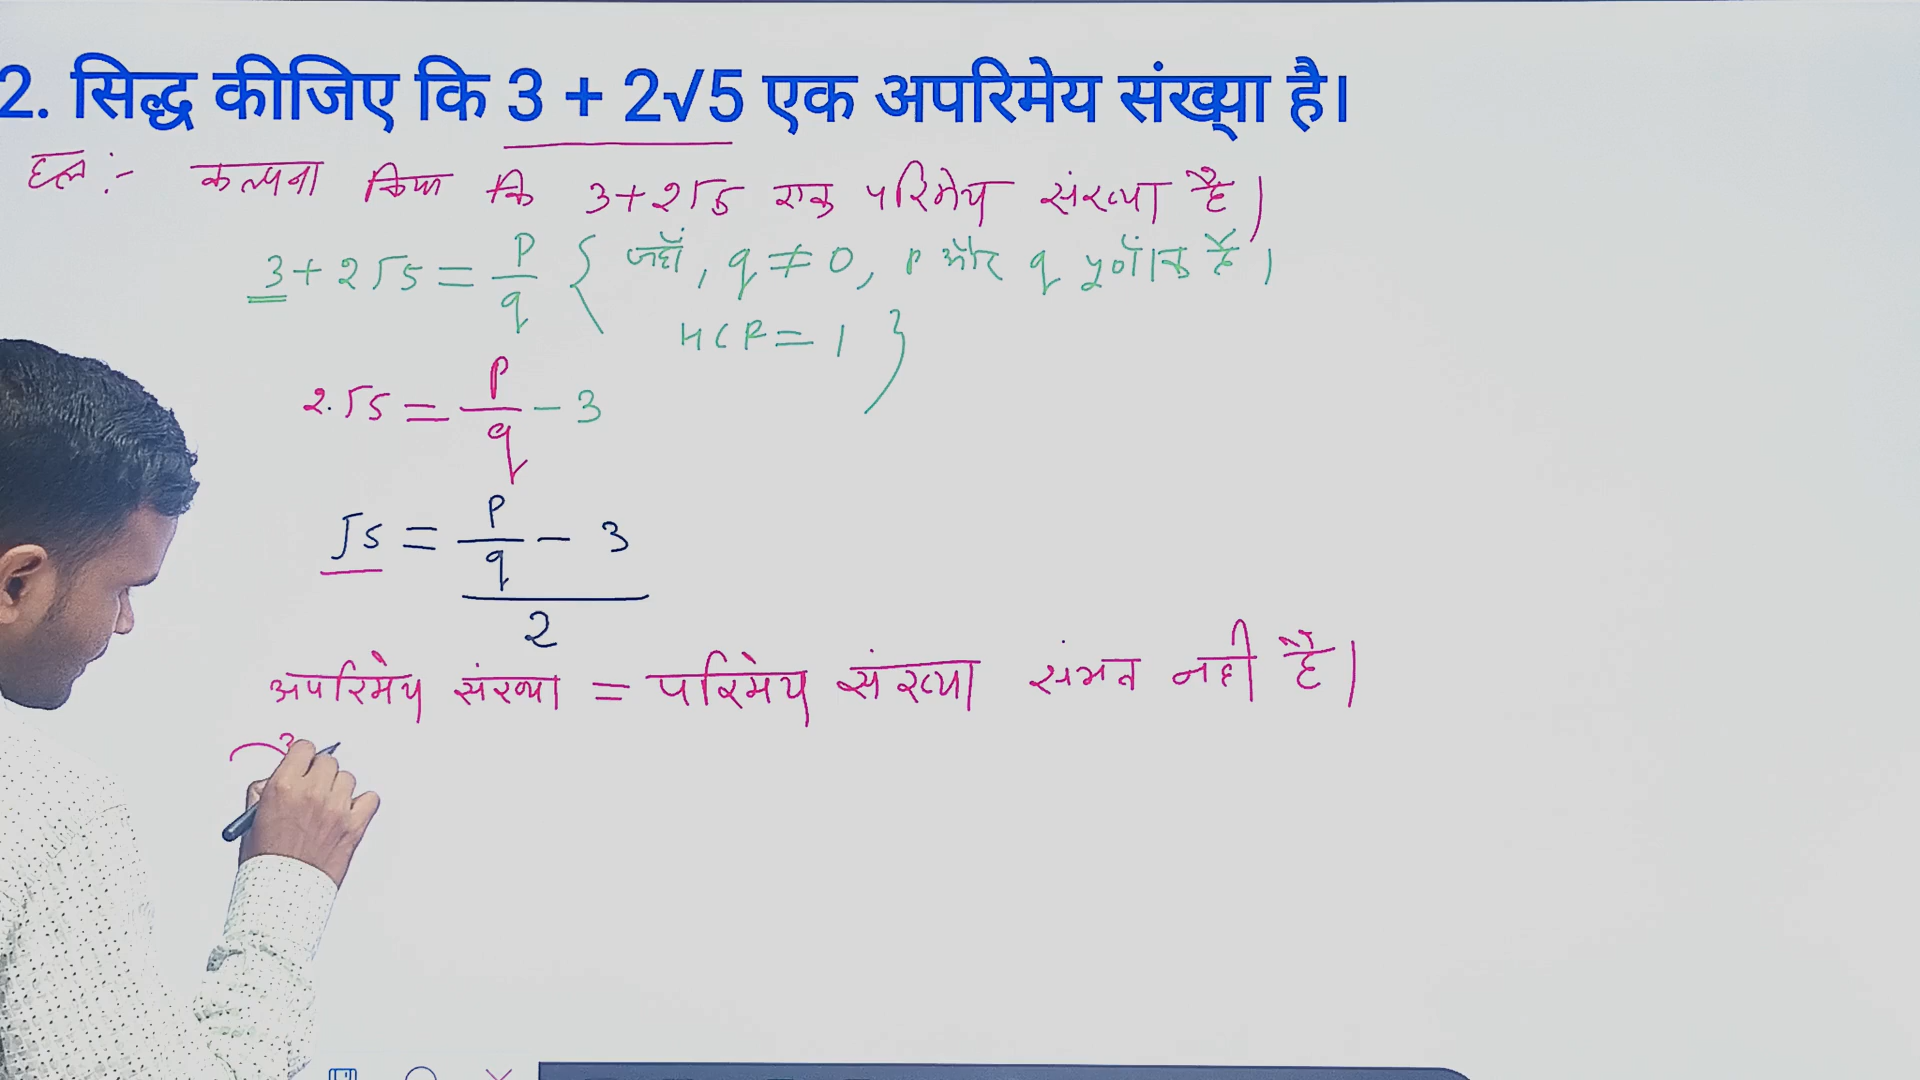 2. सिद्ध कीजिए कि 3 + 2√5 एक अपरिमेय संख्या है।
हल :- कल्पना किया कि 3+2√5 एक परिमेय संख्या है।
3+2√5 = p/q { जहाँ, q ≠ 0, p और q पूर्णांक हैं।
HCF = 1 }
2.√5 = p/q - 3
√5 = (p/q - 3)/2
अपरिमेय संख्या = परिमेय संख्या संभव नहीं है।